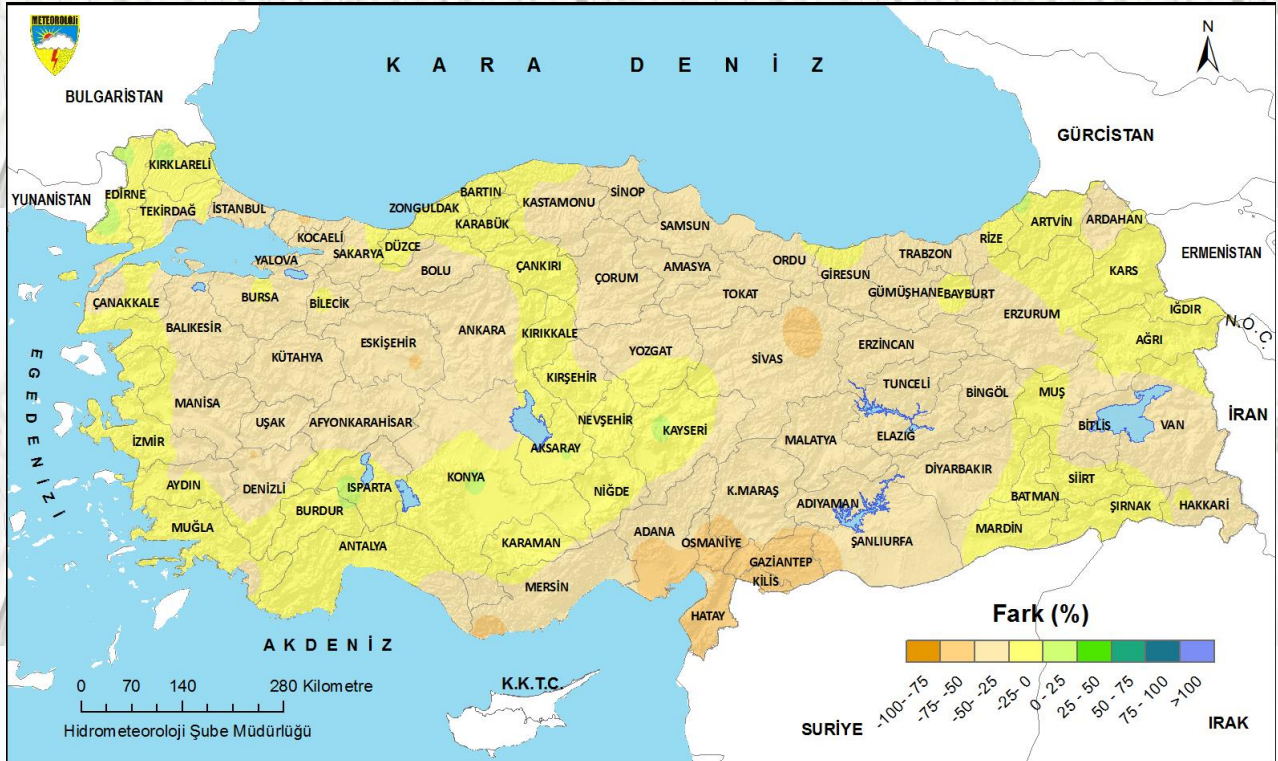 METEOROLOJİ
N
K A R A D E N İ Z
BULGARİSTAN
GÜRCİSTAN
YUNANİSTAN
ERMENİSTAN
N.O.C.
İRAN
EGE DENİZİ
KIRKLARELİ
EDİRNE
TEKİRDAĞ
İSTANBUL
KOCAELİ
YALOVA
SAKARYA
DÜZCE
ZONGULDAK
BARTIN
KARABÜK
KASTAMONU
SİNOP
SAMSUN
BOLU
ÇANKIRI
ÇORUM
AMASYA
TOKAT
ORDU
GİRESUN
TRABZON
GÜMÜŞHANE
BAYBURT
RİZE
ARTVİN
ARDAHAN
KARS
IĞDIR
AĞRI
ERZURUM
ERZİNCAN
ÇANAKKALE
BALIKESİR
BURSA
BİLECİK
ESKİŞEHİR
KÜTAHYA
ANKARA
KIRIKKALE
YOZGAT
SİVAS
KIRŞEHİR
NEVŞEHİR
KAYSERİ
AKSARAY
TUNCELİ
BİNGÖL
MUŞ
BİTLİS
VAN
ELAZIĞ
MALATYA
DİYARBAKIR
MANİSA
UŞAK
AFYONKARAHİSAR
İZMİR
AYDIN
DENİZLİ
ISPARTA
BURDUR
KONYA
NİĞDE
MUĞLA
ANTALYA
KARAMAN
MERSİN
ADANA
OSMANİYE
K.MARAŞ
ADIYAMAN
GAZİANTEP
KİLİS
HATAY
ŞANLIURFA
MARDİN
BATMAN
SİİRT
ŞIRNAK
HAKKARİ
A K D E N İ Z
K.K.T.C.
SURİYE
IRAK
0 70 140 280 Kilometre
Hidrometeoroloji Şube Müdürlüğü
Fark (%)
-100--75
-75--50
-50--25
-25- 0
0 - 25
25 - 50
50 - 75
75 - 100
>100